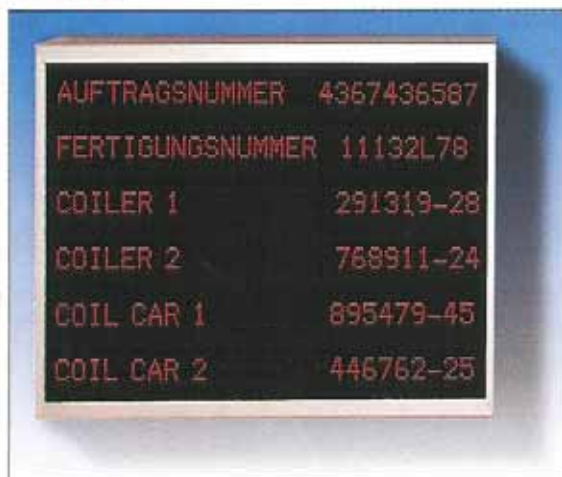 AUFTRAGSNUMMER 4367436587
FERTIGUNGSNUMMER 11132L78
COILER 1 291319-28
COILER 2 768911-24
COIL CAR 1 895479-45
COIL CAR 2 446762-25